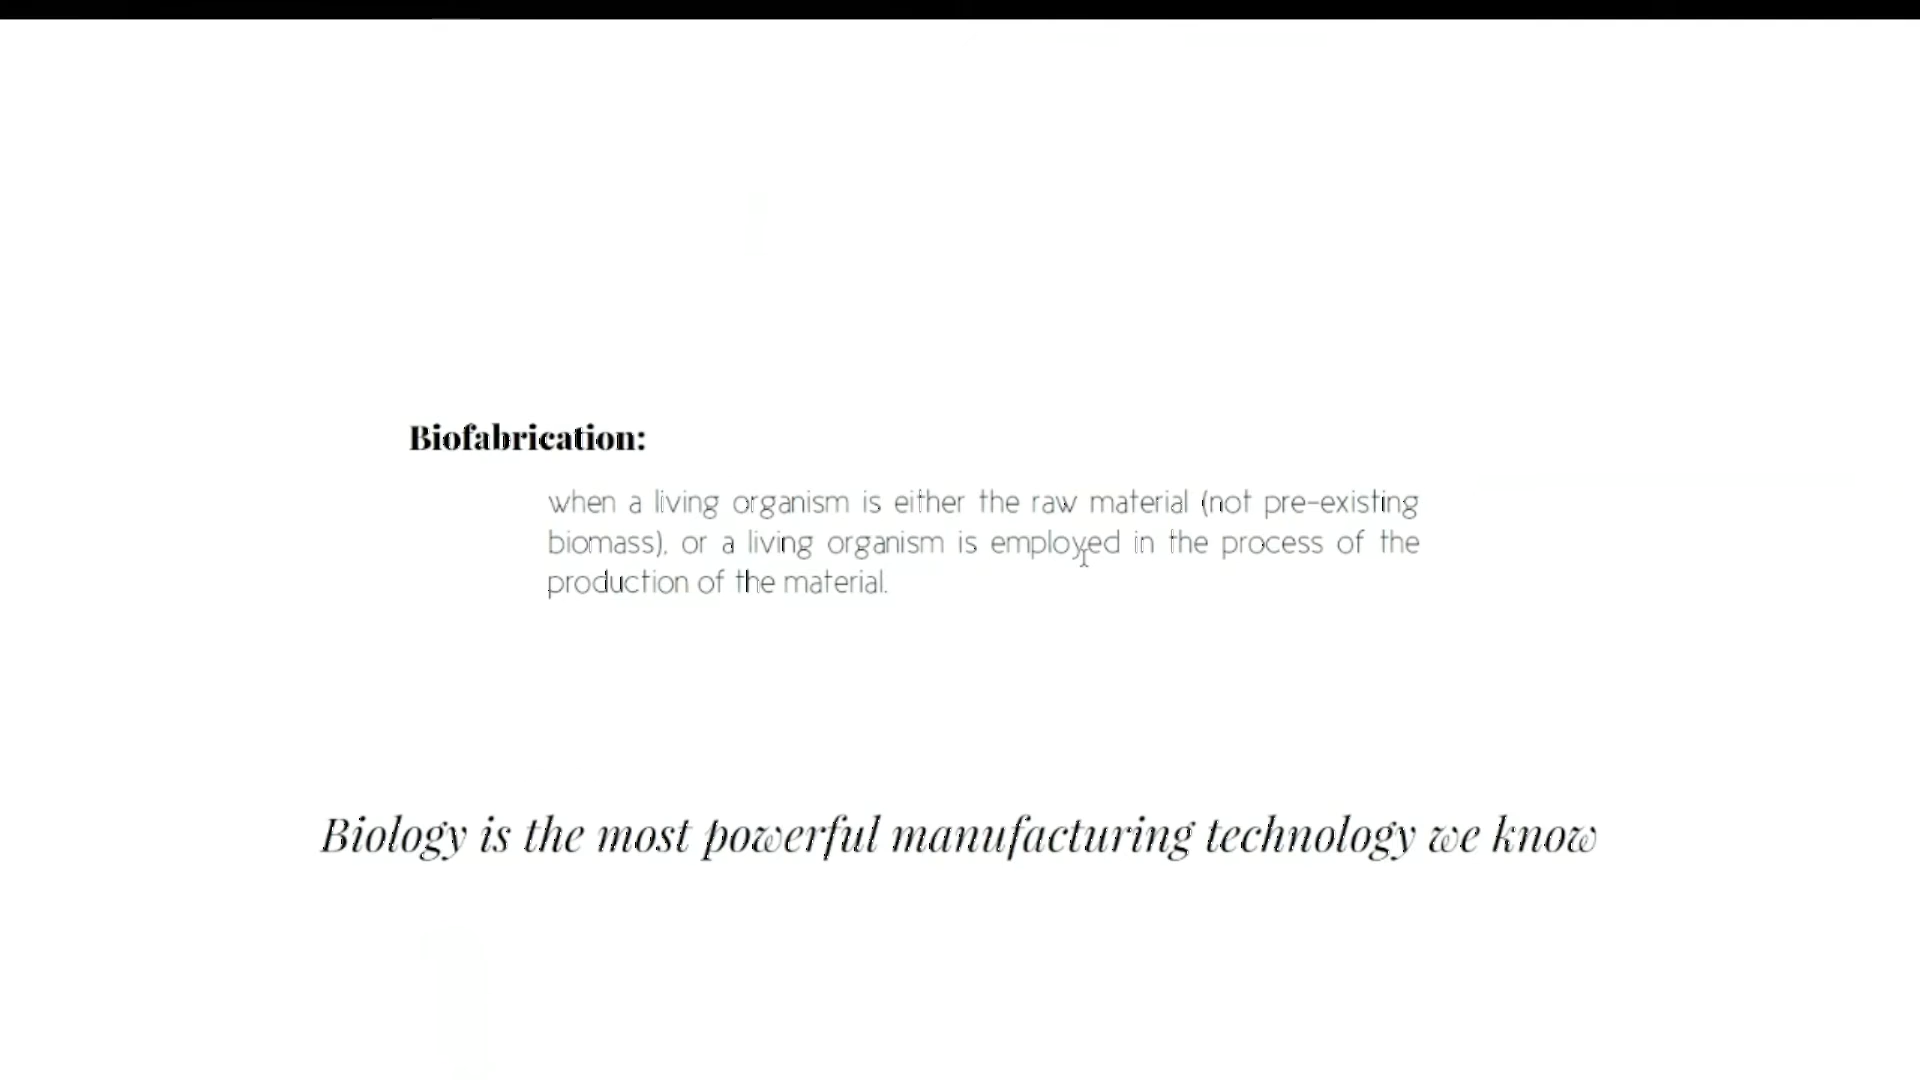 Biofabrication:
when a living organism is either the raw material (not pre-existing
biomass), or a living organism is employed in the process of the
production of the material.
Biology is the most powerful manufacturing technology we know